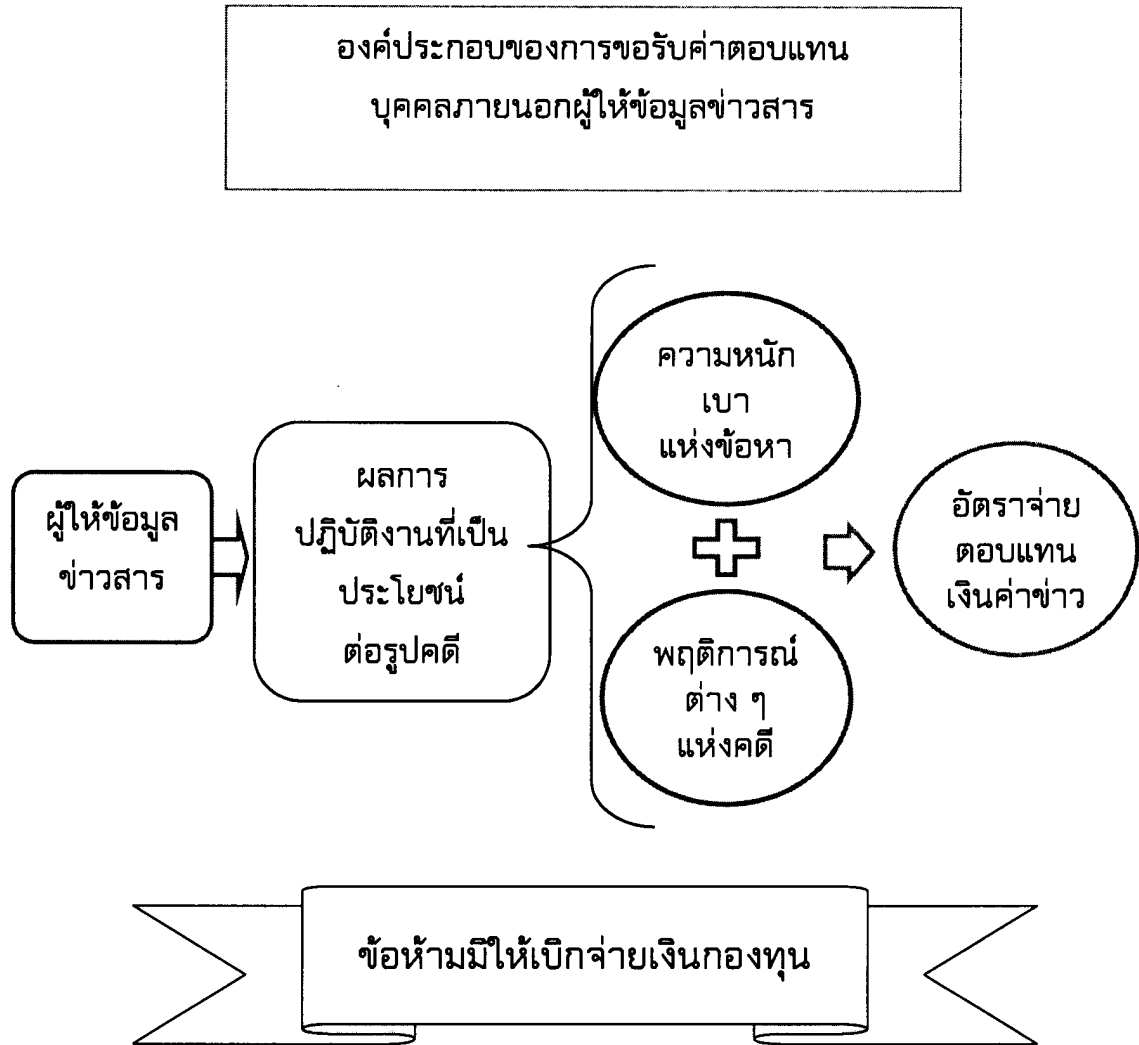 องค์ประกอบของการขอรับค่าตอบแทน
บุคคลภายนอกผู้ให้ข้อมูลข่าวสาร
ผู้ให้ข้อมูล
ข่าวสาร
ผลการ
ปฏิบัติงานที่เป็น
ประโยชน์
ต่อรูปคดี
ความหนัก
เบา
แห่งข้อหา
พฤติการณ์
ต่าง ๆ
แห่งคดี
อัตราจ่าย
ตอบแทน
เงินค่าข่าว
ข้อห้ามมิให้เบิกจ่ายเงินกองทุน